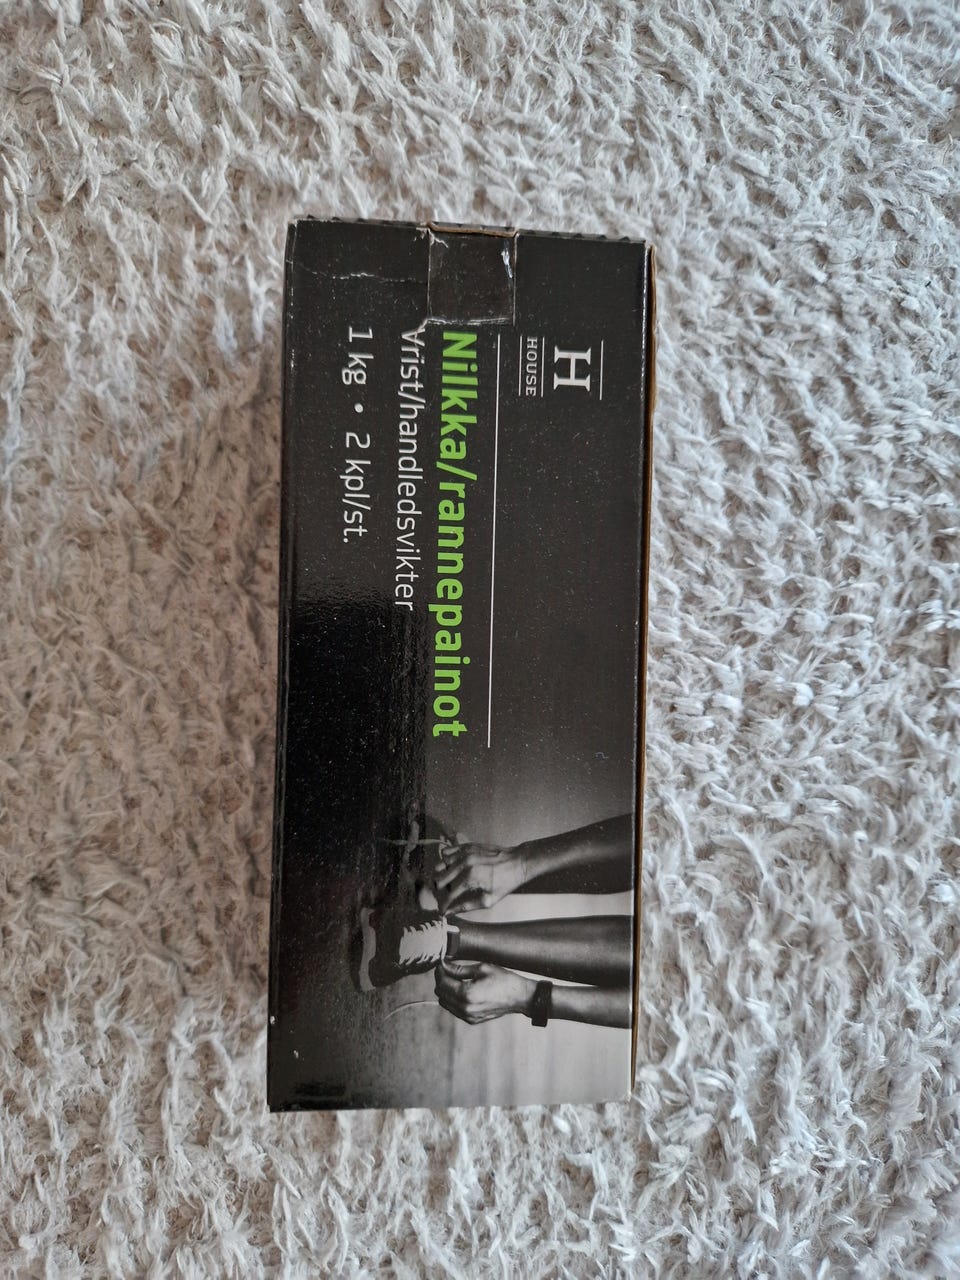 H
HOUSE
Nilkka/rannepainot
Vrist/handledsvikter
1 kg • 2 kpl/st.